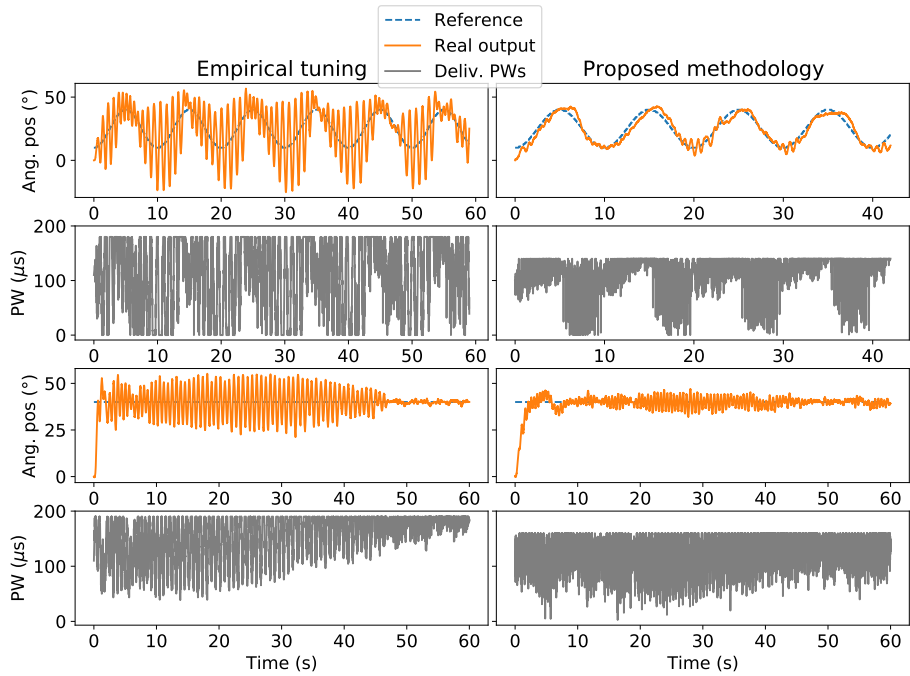 Reference
Real output
Deliv. PWs
Empirical tuning
Proposed methodology
Ang. pos (°)
50
0
0 10 20 30 40 50 60
0 10 20 30 40
PW (μs)
200
100
0
0 10 20 30 40 50 60
0 10 20 30 40
Ang. pos (°)
50
25
0
0 10 20 30 40 50 60
0 10 20 30 40 50 60
PW (μs)
200
100
0
0 10 20 30 40 50 60
0 10 20 30 40 50 60
Time (s)
Time (s)